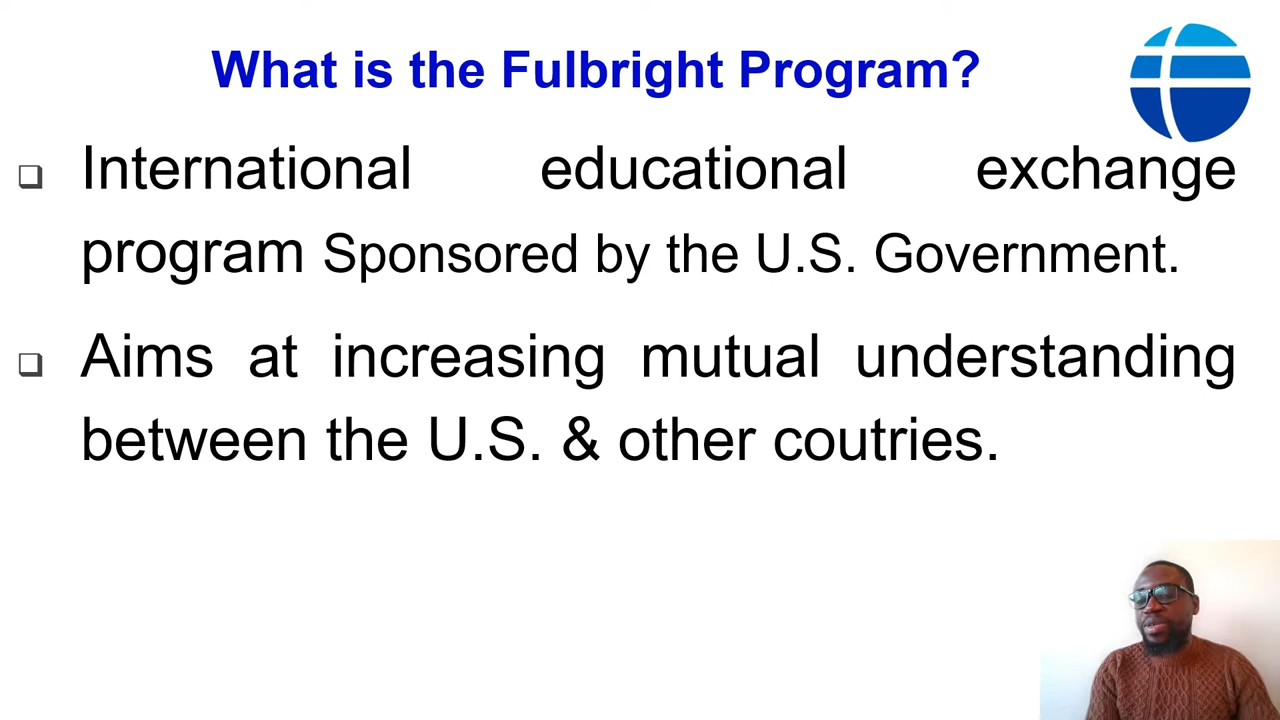 What is the Fulbright Program?
❑ International educational exchange
program Sponsored by the U.S. Government.
❑ Aims at increasing mutual understanding
between the U.S. & other coutries.